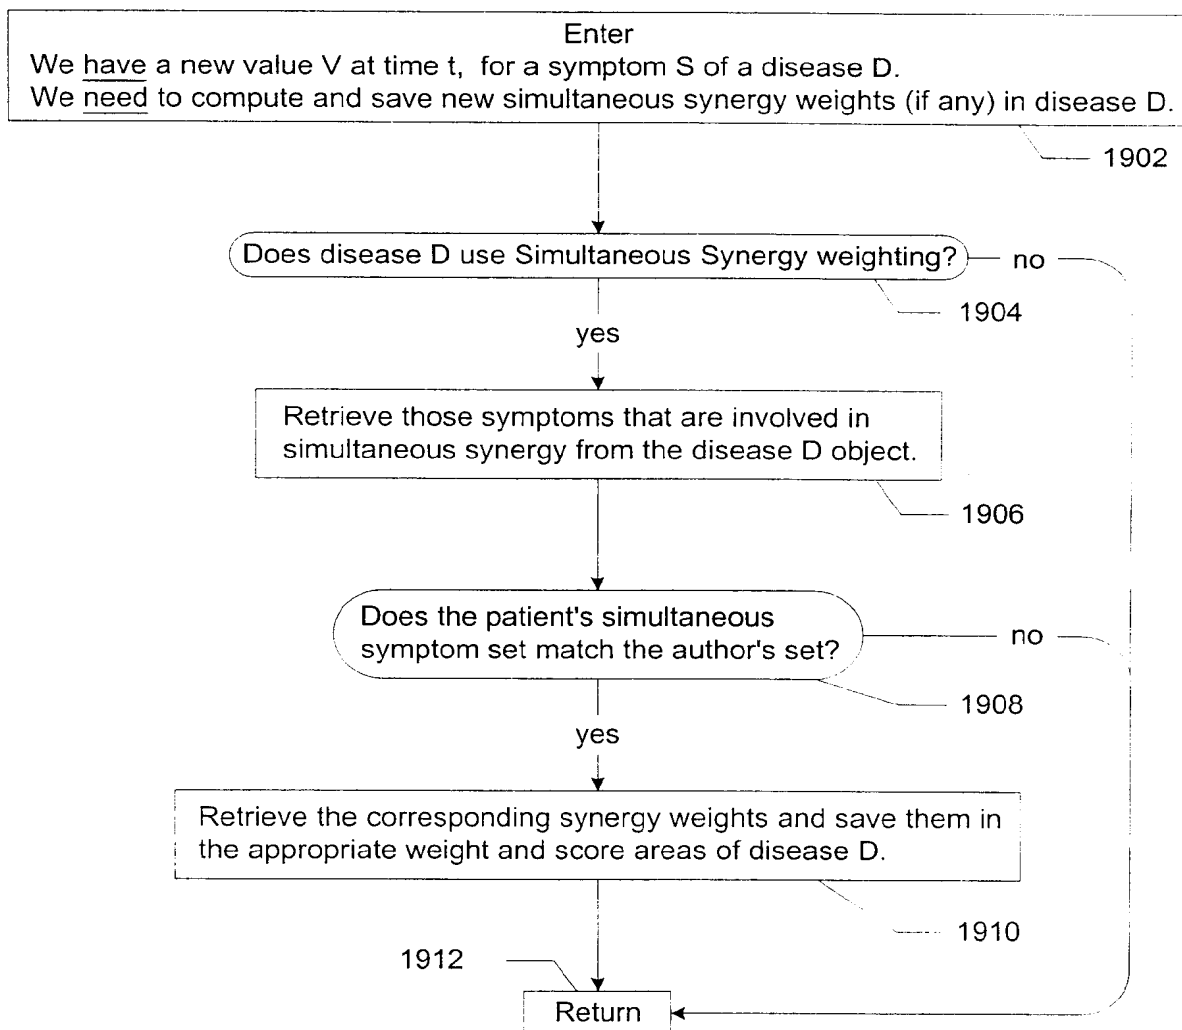 Enter
We have a new value V at time t, for a symptom S of a disease D.
We need to compute and save new simultaneous synergy weights (if any) in disease D.
1902
Does disease D use Simultaneous Synergy weighting?
no
1904
yes
Retrieve those symptoms that are involved in
simultaneous synergy from the disease D object.
1906
Does the patient's simultaneous
symptom set match the author's set?
no
1908
yes
Retrieve the corresponding synergy weights and save them in
the appropriate weight and score areas of disease D.
1910
1912
Return